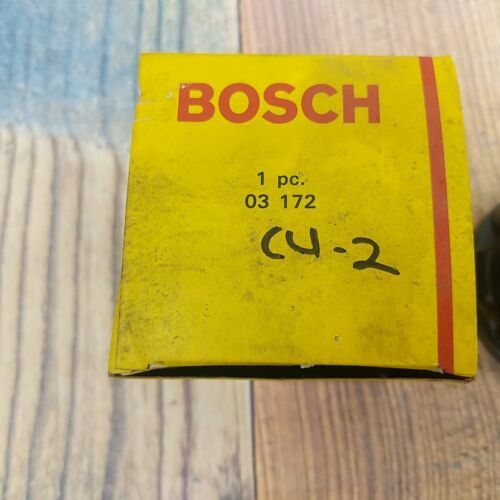 BOSCH
1 pc.
03 172
C4-2